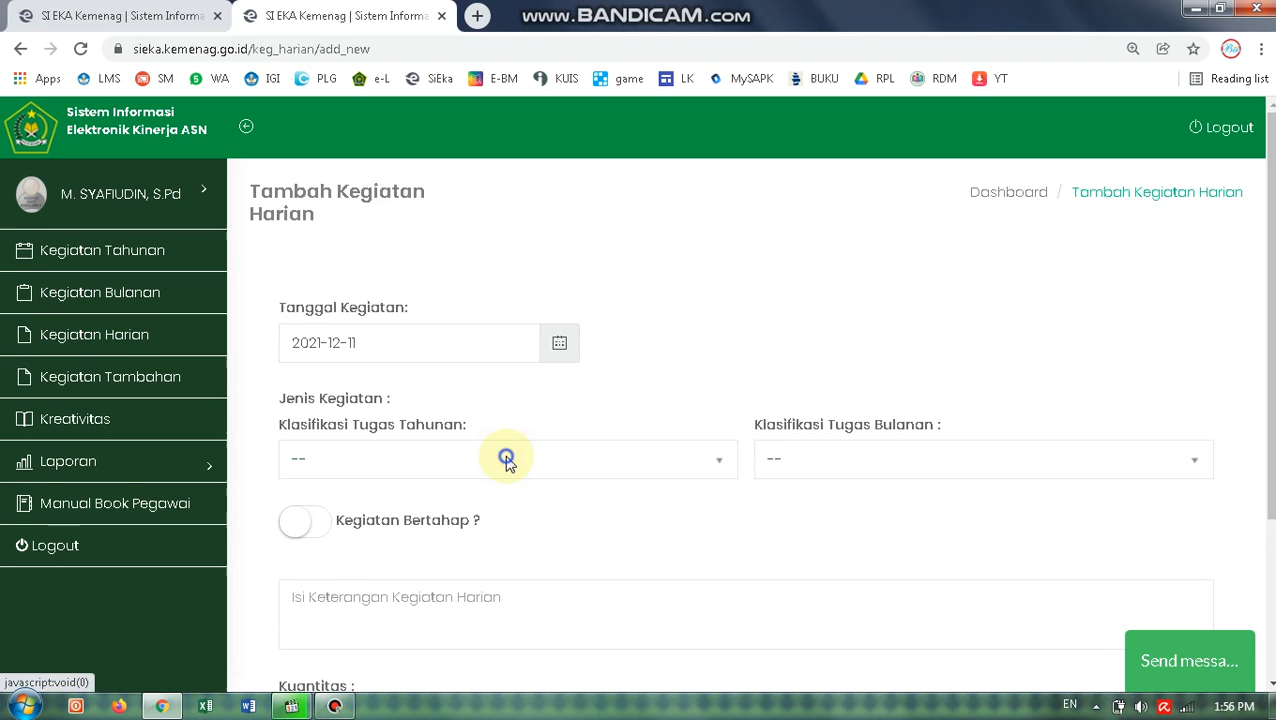 SI EKA Kemenag | Sistem Informa
SI EKA Kemenag | Sistem Informa
www.BANDICAM.com
sieka.kemenag.go.id/keg_harian/add_new
Apps
LMS
SM
WA
IGI
PLG
e-L
SiEka
E-BM
KUIS
game
LK
MySAPK
BUKU
RPL
RDM
YT
Reading list
Sistem Informasi
Elektronik Kinerja ASN
Logout
M. SYAFIUDIN, S.Pd
Kegiatan Tahunan
Kegiatan Bulanan
Kegiatan Harian
Kegiatan Tambahan
Kreativitas
Laporan
Manual Book Pegawai
Logout
Tambah Kegiatan
Harian
Dashboard / Tambah Kegiatan Harian
Tanggal Kegiatan:
2021-12-11
Jenis Kegiatan :
Klasifikasi Tugas Tahunan:
Klasifikasi Tugas Bulanan :
--
--
Kegiatan Bertahap ?
Isi Keterangan Kegiatan Harian
Kuantitas :
Send messa...
javascript:void(0)
EN
1:56 PM